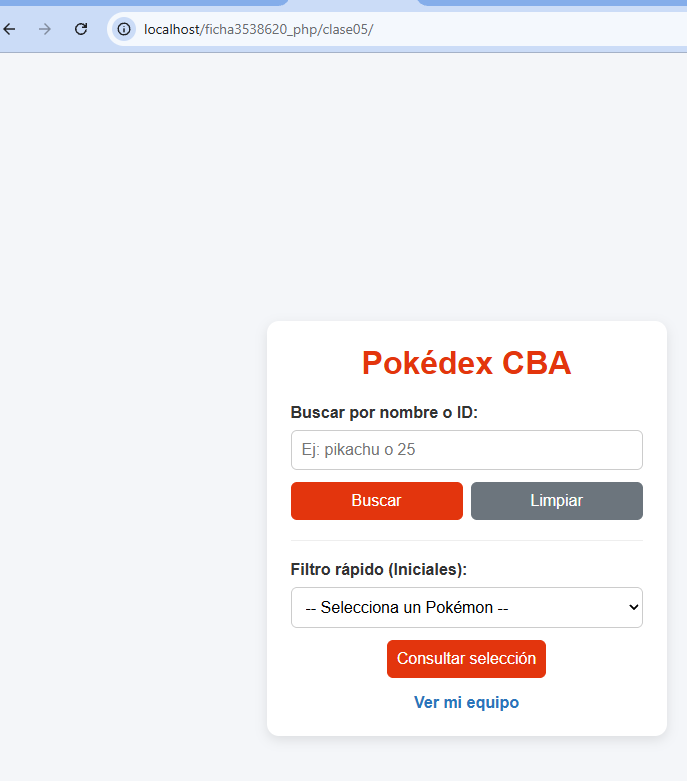 localhost/ficha3538620_php/clase05/
Pokédex CBA
Buscar por nombre o ID:
Ej: pikachu o 25
Buscar Limpiar
Filtro rápido (Iniciales):
-- Selecciona un Pokémon --
Consultar selección
Ver mi equipo